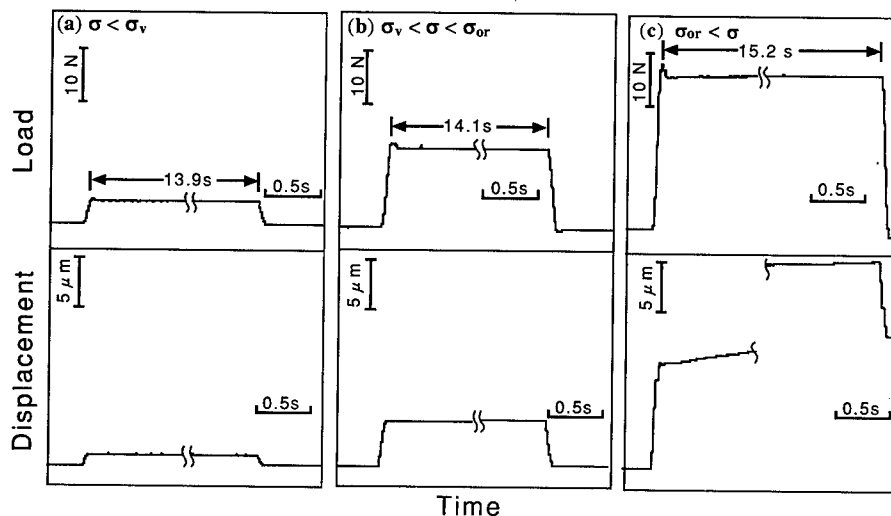 (a) σ < σv
(b) σv < σ < σor
(c) σor < σ
Load
10 N
13.9s
0.5s
10 N
14.1s
0.5s
10 N
15.2 s
0.5s
Displacement
5 μm
0.5s
5 μm
0.5s
5 μm
0.5s
Time